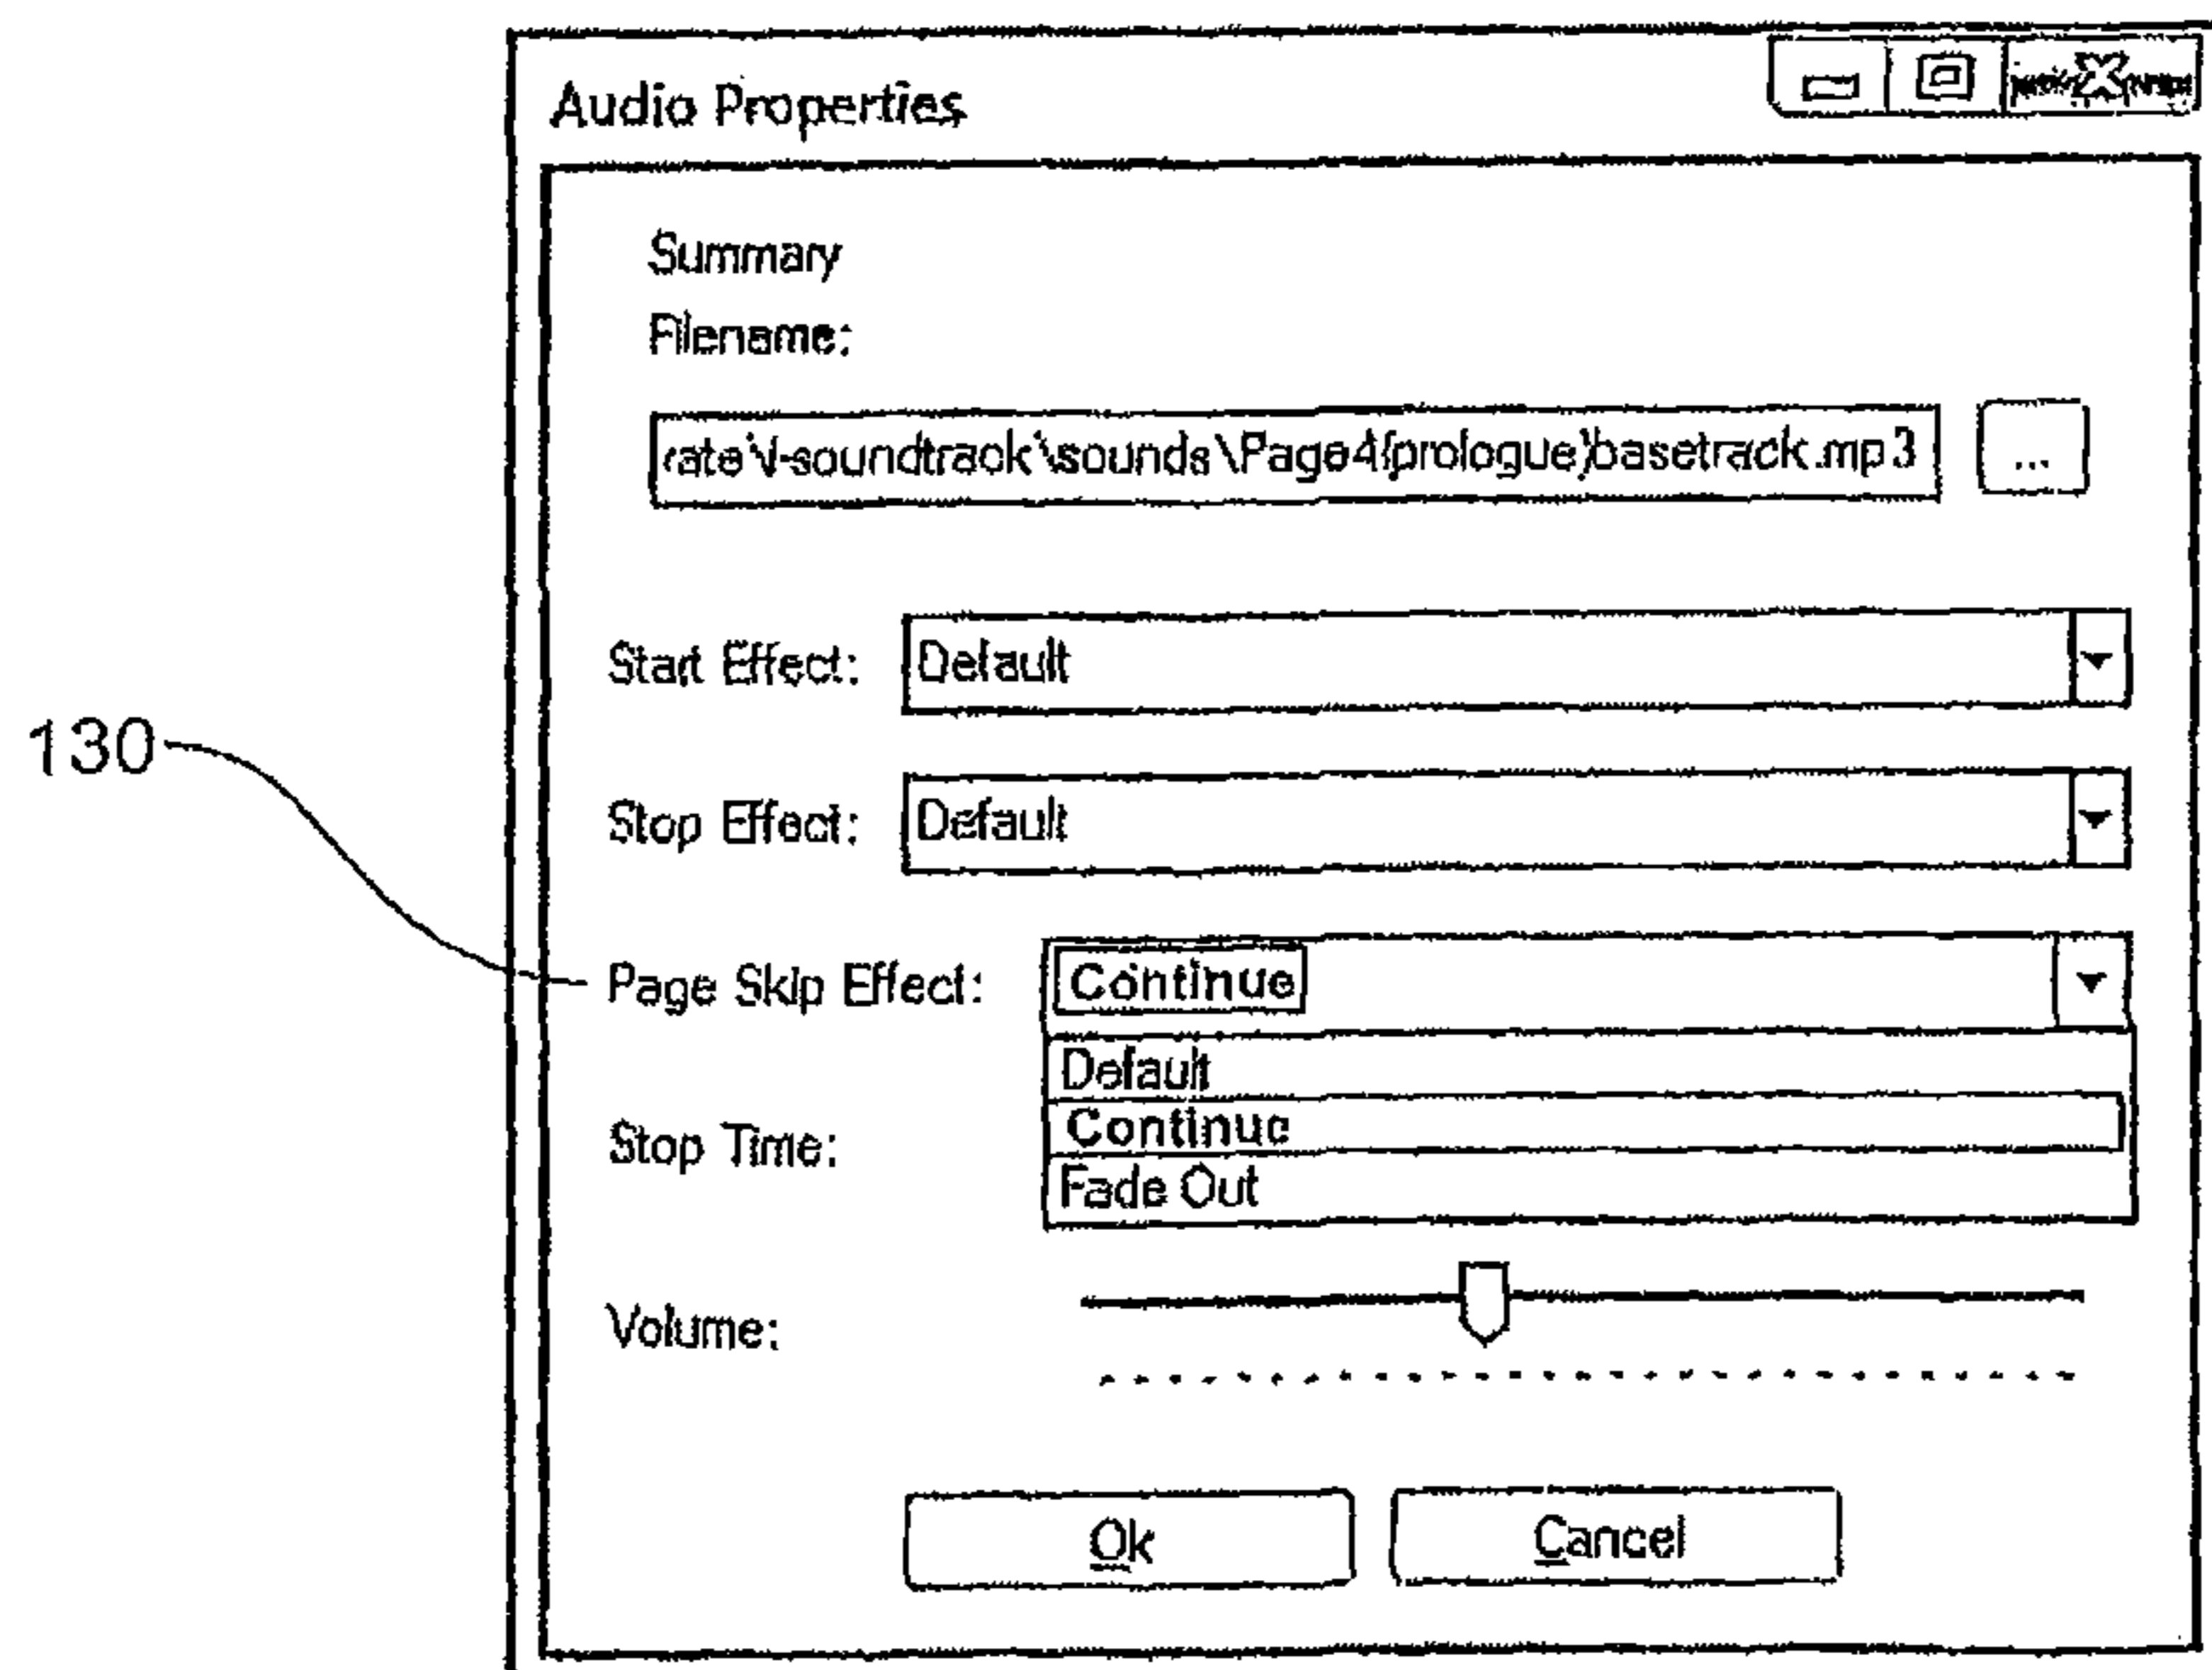 Audio Properties
Summary
Filename:
rate\/-soundtrack\sounds\Page4(prologue)basetrack.mp3 ...
Start Effect: Default
Stop Effect: Default
130
Page Skip Effect: Continue
Default
Stop Time: Continue
Fade Out
Volume:
Ok Cancel